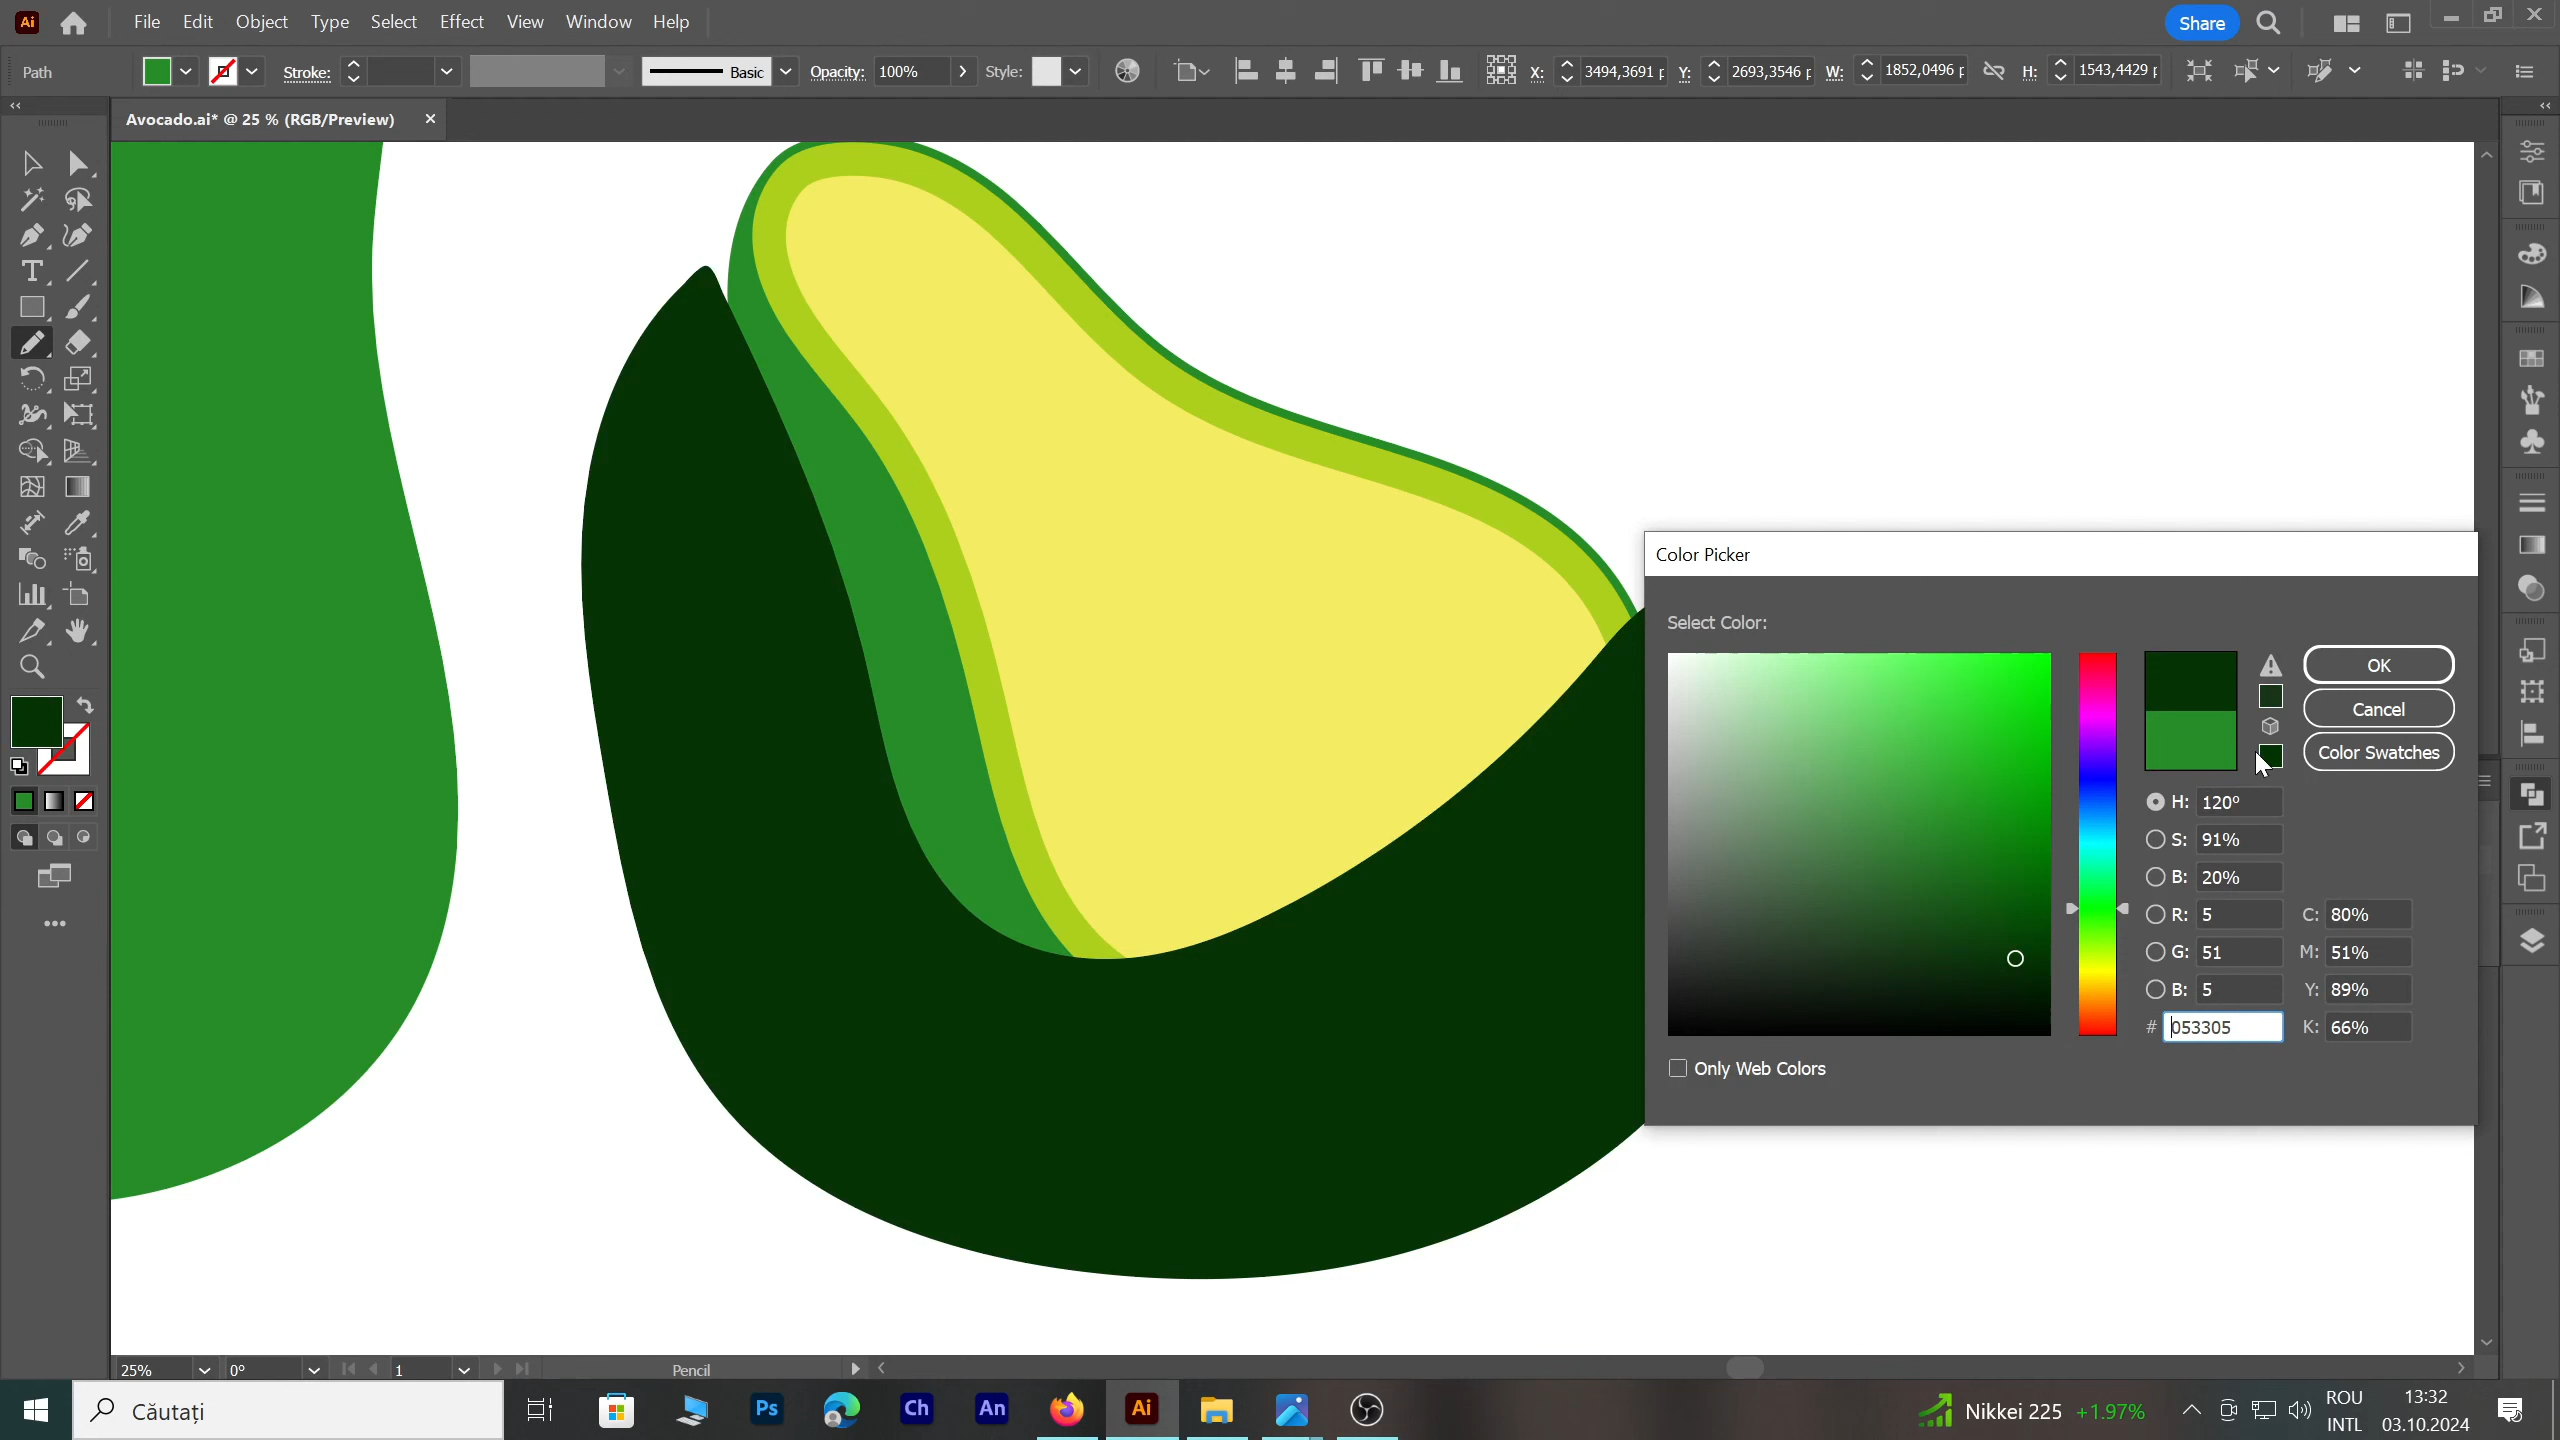 Ai File Edit Object Type Select Effect View Window Help Share
Path Stroke: Basic Opacity: 100% Style: X: 3494,3691 p Y: 2693,3546 p W: 1852,0496 p H: 1543,4429 p
Avocado.ai* @ 25 % (RGB/Preview)
Color Picker
Select Color:
OK
Cancel
Color Swatches
H: 120º
S: 91%
B: 20%
R: 5 C: 80%
G: 51 M: 51%
B: 5 Y: 89%
# 053305 K: 66%
Only Web Colors
25% 0º 1 Pencil
Căutați Ps Ch An Ai Nikkei 225 +1.97% ROU 13:32
INTL 03.10.2024